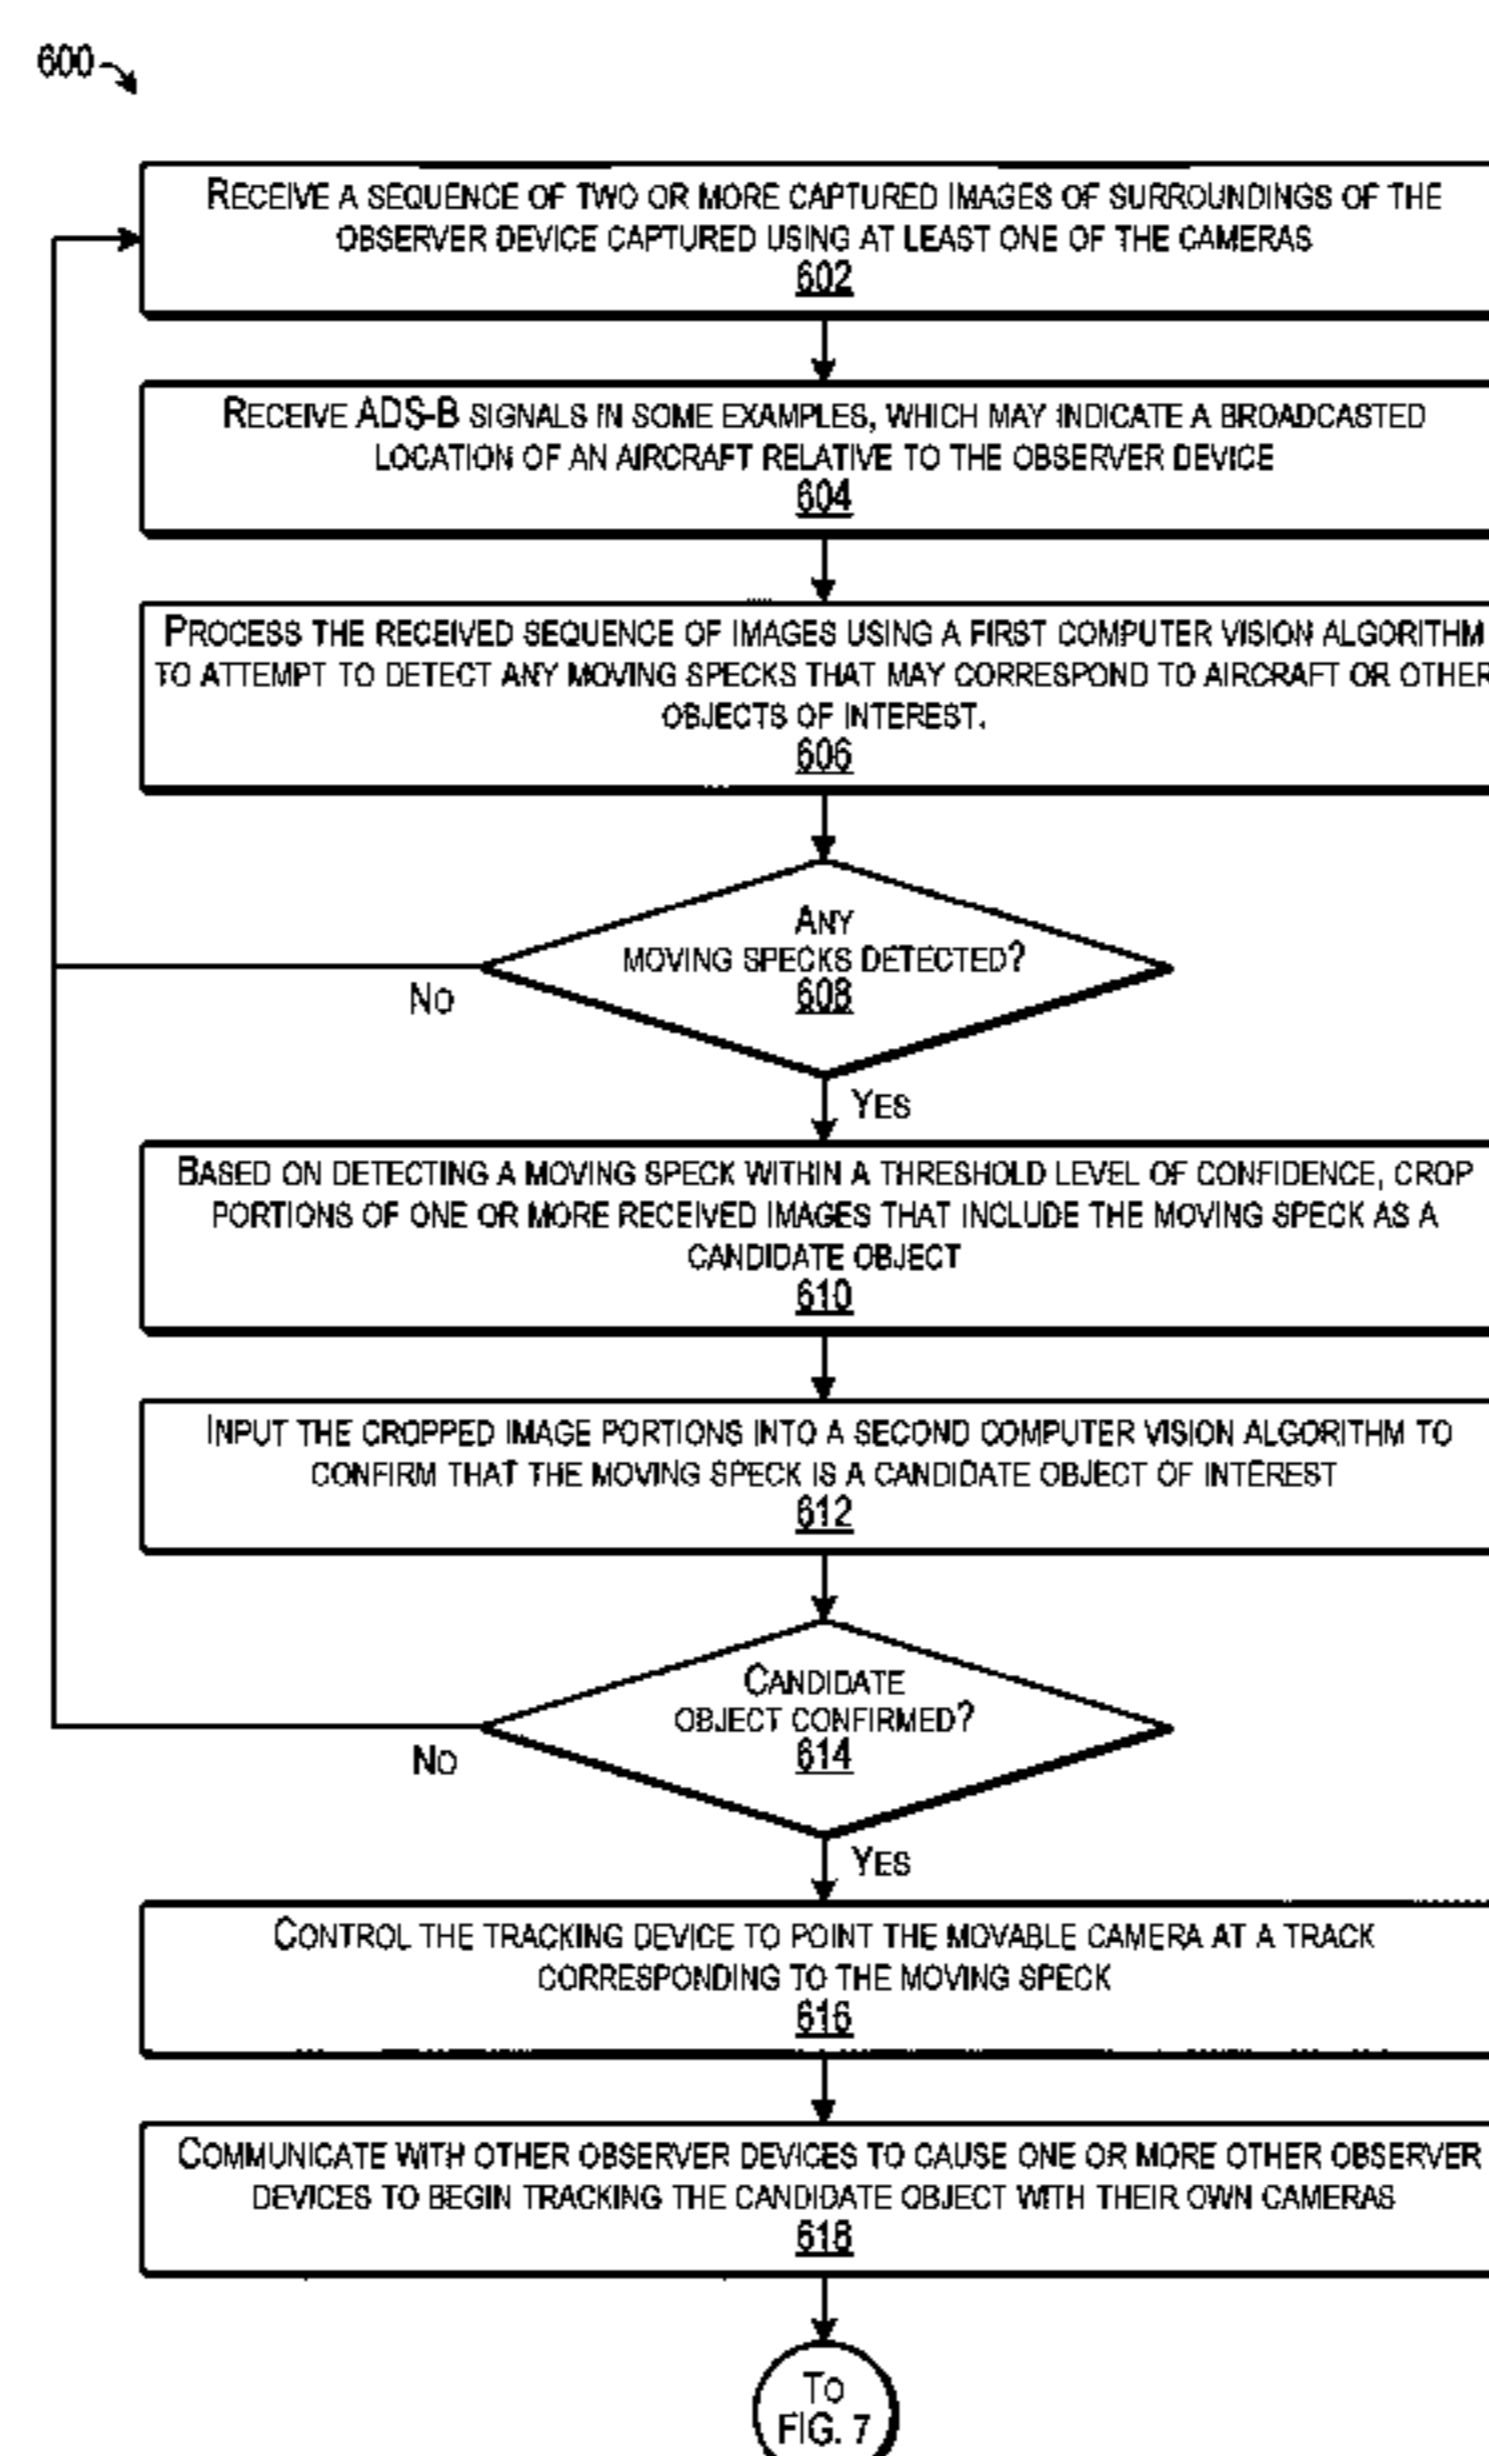 600
RECEIVE A SEQUENCE OF TWO OR MORE CAPTURED IMAGES OF SURROUNDINGS OF THE
OBSERVER DEVICE CAPTURED USING AT LEAST ONE OF THE CAMERAS
602
RECEIVE ADS-B SIGNALS IN SOME EXAMPLES, WHICH MAY INDICATE A BROADCASTED
LOCATION OF AN AIRCRAFT RELATIVE TO THE OBSERVER DEVICE
604
PROCESS THE RECEIVED SEQUENCE OF IMAGES USING A FIRST COMPUTER VISION ALGORITHM
TO ATTEMPT TO DETECT ANY MOVING SPECKS THAT MAY CORRESPOND TO AIRCRAFT OR OTHER
OBJECTS OF INTEREST.
606
ANY
MOVING SPECKS DETECTED?
608
NO
YES
BASED ON DETECTING A MOVING SPECK WITHIN A THRESHOLD LEVEL OF CONFIDENCE, CROP
PORTIONS OF ONE OR MORE RECEIVED IMAGES THAT INCLUDE THE MOVING SPECK AS A
CANDIDATE OBJECT
610
INPUT THE CROPPED IMAGE PORTIONS INTO A SECOND COMPUTER VISION ALGORITHM TO
CONFIRM THAT THE MOVING SPECK IS A CANDIDATE OBJECT OF INTEREST
612
CANDIDATE
OBJECT CONFIRMED?
614
NO
YES
CONTROL THE TRACKING DEVICE TO POINT THE MOVABLE CAMERA AT A TRACK
CORRESPONDING TO THE MOVING SPECK
616
COMMUNICATE WITH OTHER OBSERVER DEVICES TO CAUSE ONE OR MORE OTHER OBSERVER
DEVICES TO BEGIN TRACKING THE CANDIDATE OBJECT WITH THEIR OWN CAMERAS
618
TO
FIG. 7